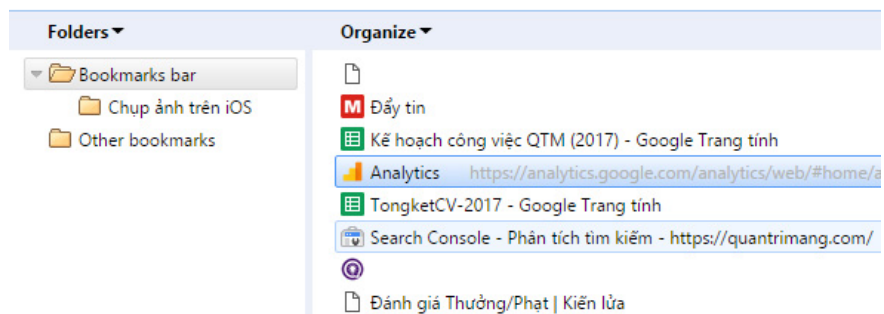 Folders
Organize
Bookmarks bar
Chụp ảnh trên iOS
Other bookmarks
Đẩy tin
Kế hoạch công việc QTM (2017) - Google Trang tính
Analytics https://analytics.google.com/analytics/web/#home/a
TongketCV-2017 - Google Trang tính
Search Console - Phân tích tìm kiếm - https://quantrimang.com/
Đánh giá Thưởng/Phạt | Kiến lửa